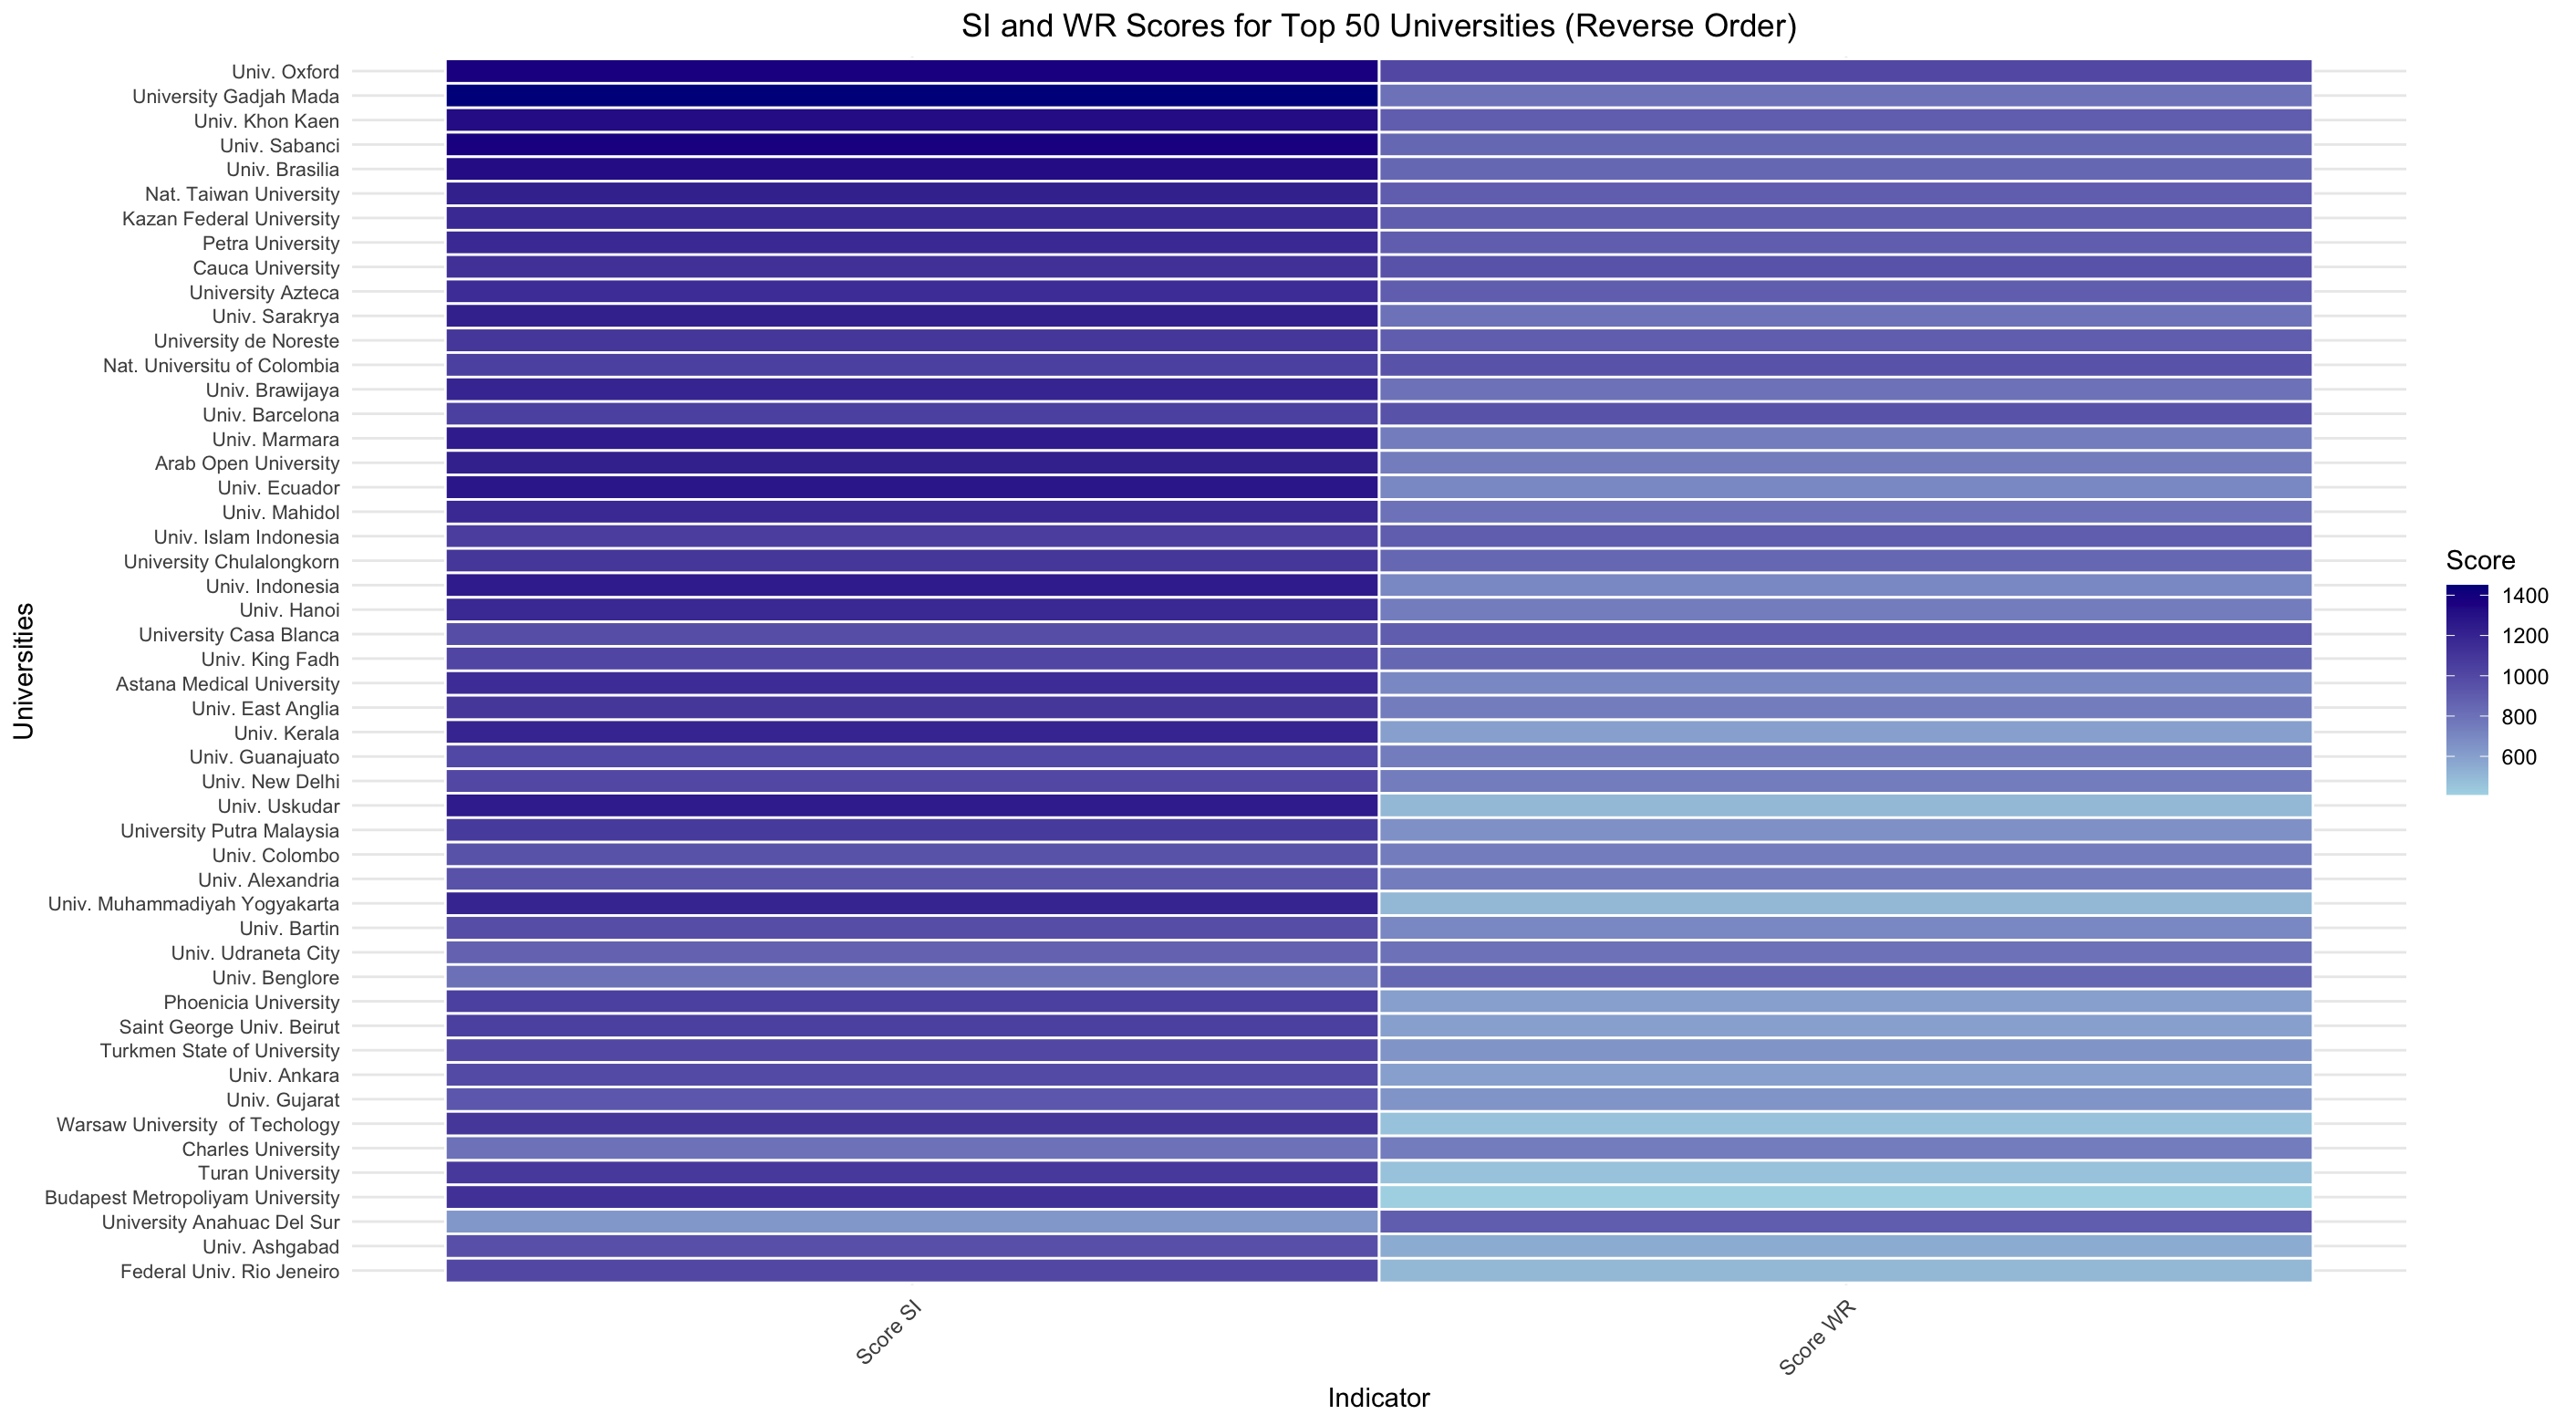 SI and WR Scores for Top 50 Universities (Reverse Order)
Universities
Univ. Oxford
University Gadjah Mada
Univ. Khon Kaen
Univ. Sabanci
Univ. Brasilia
Nat. Taiwan University
Kazan Federal University
Petra University
Cauca University
University Azteca
Univ. Sarakrya
University de Noreste
Nat. Universitu of Colombia
Univ. Brawijaya
Univ. Barcelona
Univ. Marmara
Arab Open University
Univ. Ecuador
Univ. Mahidol
Univ. Islam Indonesia
University Chulalongkorn
Univ. Indonesia
Univ. Hanoi
University Casa Blanca
Univ. King Fadh
Astana Medical University
Univ. East Anglia
Univ. Kerala
Univ. Guanajuato
Univ. New Delhi
Univ. Uskudar
University Putra Malaysia
Univ. Colombo
Univ. Alexandria
Univ. Muhammadiyah Yogyakarta
Univ. Bartin
Univ. Udraneta City
Univ. Benglore
Phoenicia University
Saint George Univ. Beirut
Turkmen State of University
Univ. Ankara
Univ. Gujarat
Warsaw University  of Techology
Charles University
Turan University
Budapest Metropoliyam University
University Anahuac Del Sur
Univ. Ashgabad
Federal Univ. Rio Jeneiro
Score SI
Score WR
Indicator
Score
1400
1200
1000
800
600